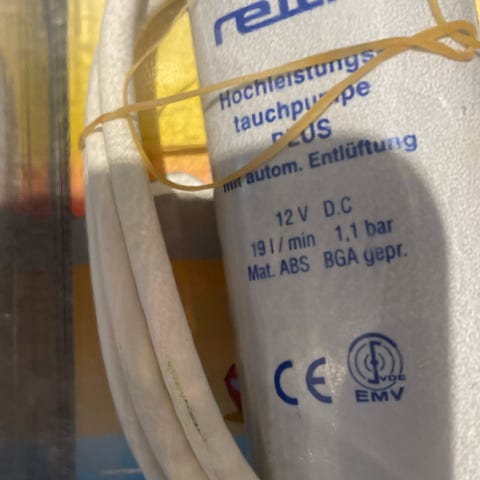 Hochleistungs-
tauchpumpe
PLUS
mit autom. Entlüftung
12 V D.C
19 l / min 1,1 bar
Mat. ABS BGA gepr.
CE
VDE
EMV